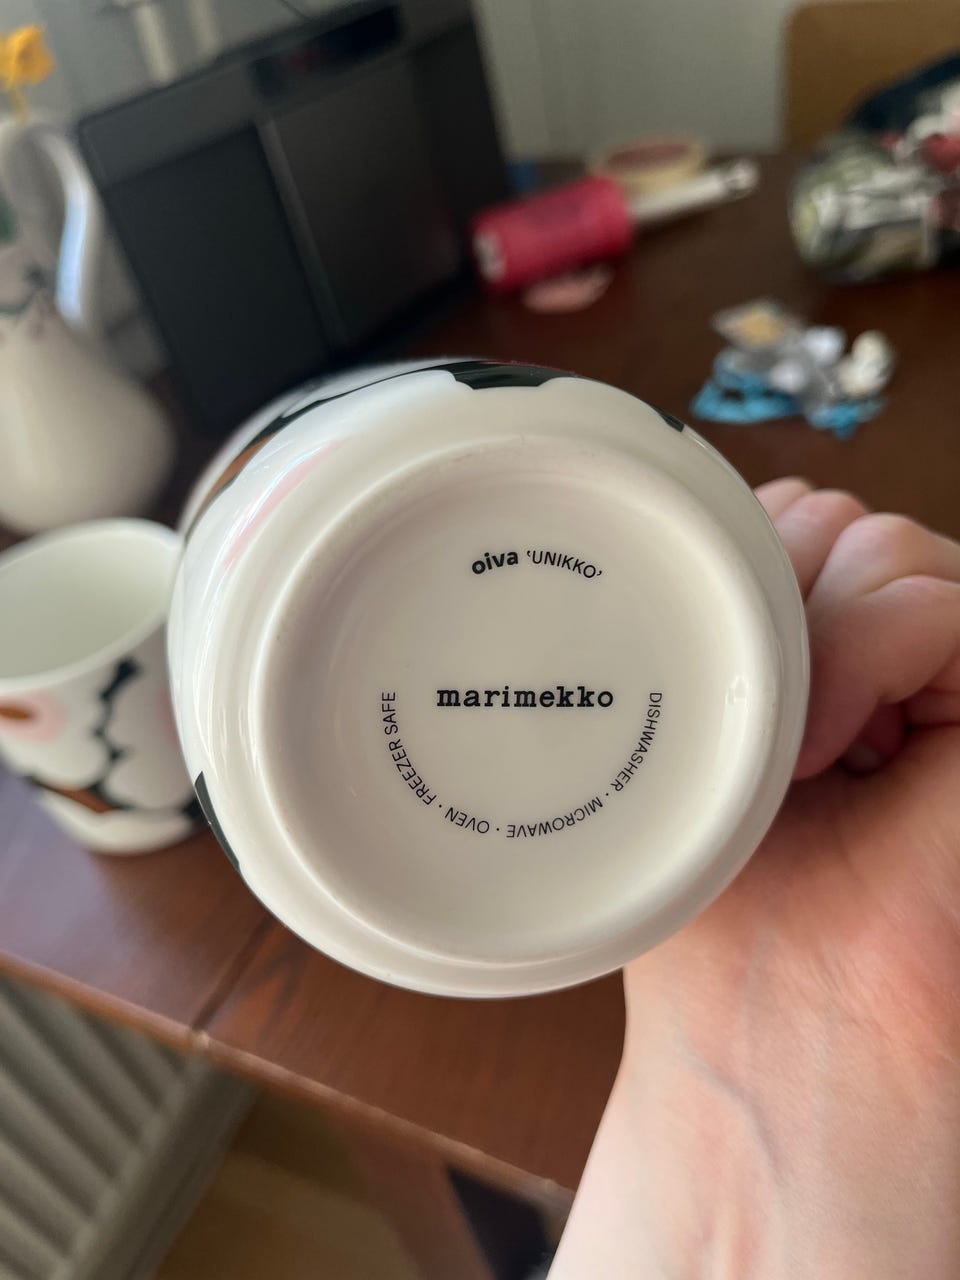 oiva ‘UNIKKO’
marimekko
DISHWASHER · MICROWAVE · OVEN · FREEZER SAFE